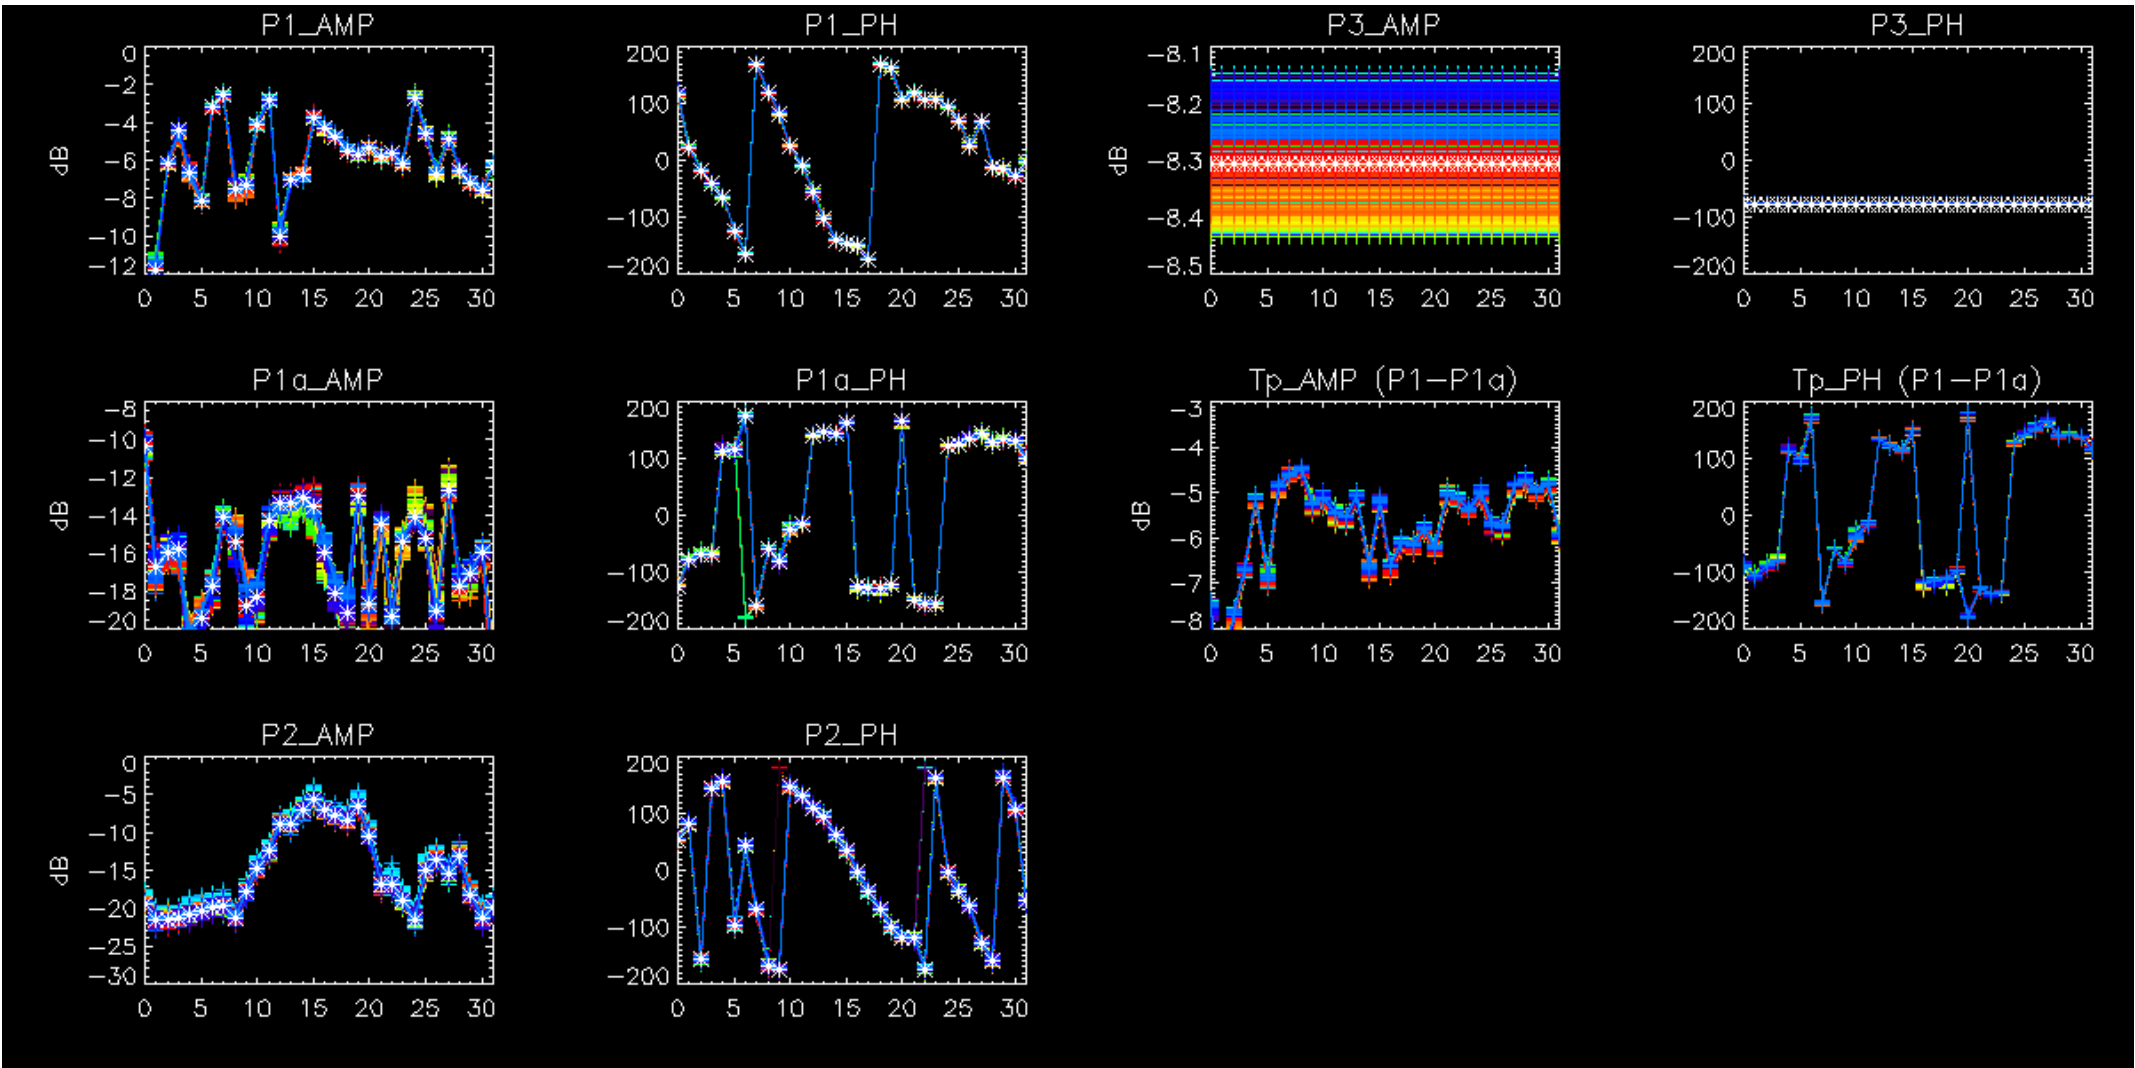 P1_AMP
P1_PH
P3_AMP
P3_PH
0
−2
−4
−6
−8
−10
−12
dB
0 5 10 15 20 25 30
200
100
0
−100
−200
0 5 10 15 20 25 30
−8.1
−8.2
−8.3
−8.4
−8.5
dB
0 5 10 15 20 25 30
200
100
0
−100
−200
0 5 10 15 20 25 30
P1a_AMP
P1a_PH
Tp_AMP (P1−P1a)
Tp_PH (P1−P1a)
−8
−10
−12
−14
−16
−18
−20
dB
0 5 10 15 20 25 30
200
100
0
−100
−200
0 5 10 15 20 25 30
−3
−4
−5
−6
−7
−8
dB
0 5 10 15 20 25 30
200
100
0
−100
−200
0 5 10 15 20 25 30
P2_AMP
P2_PH
0
−5
−10
−15
−20
−25
−30
dB
0 5 10 15 20 25 30
200
100
0
−100
−200
0 5 10 15 20 25 30